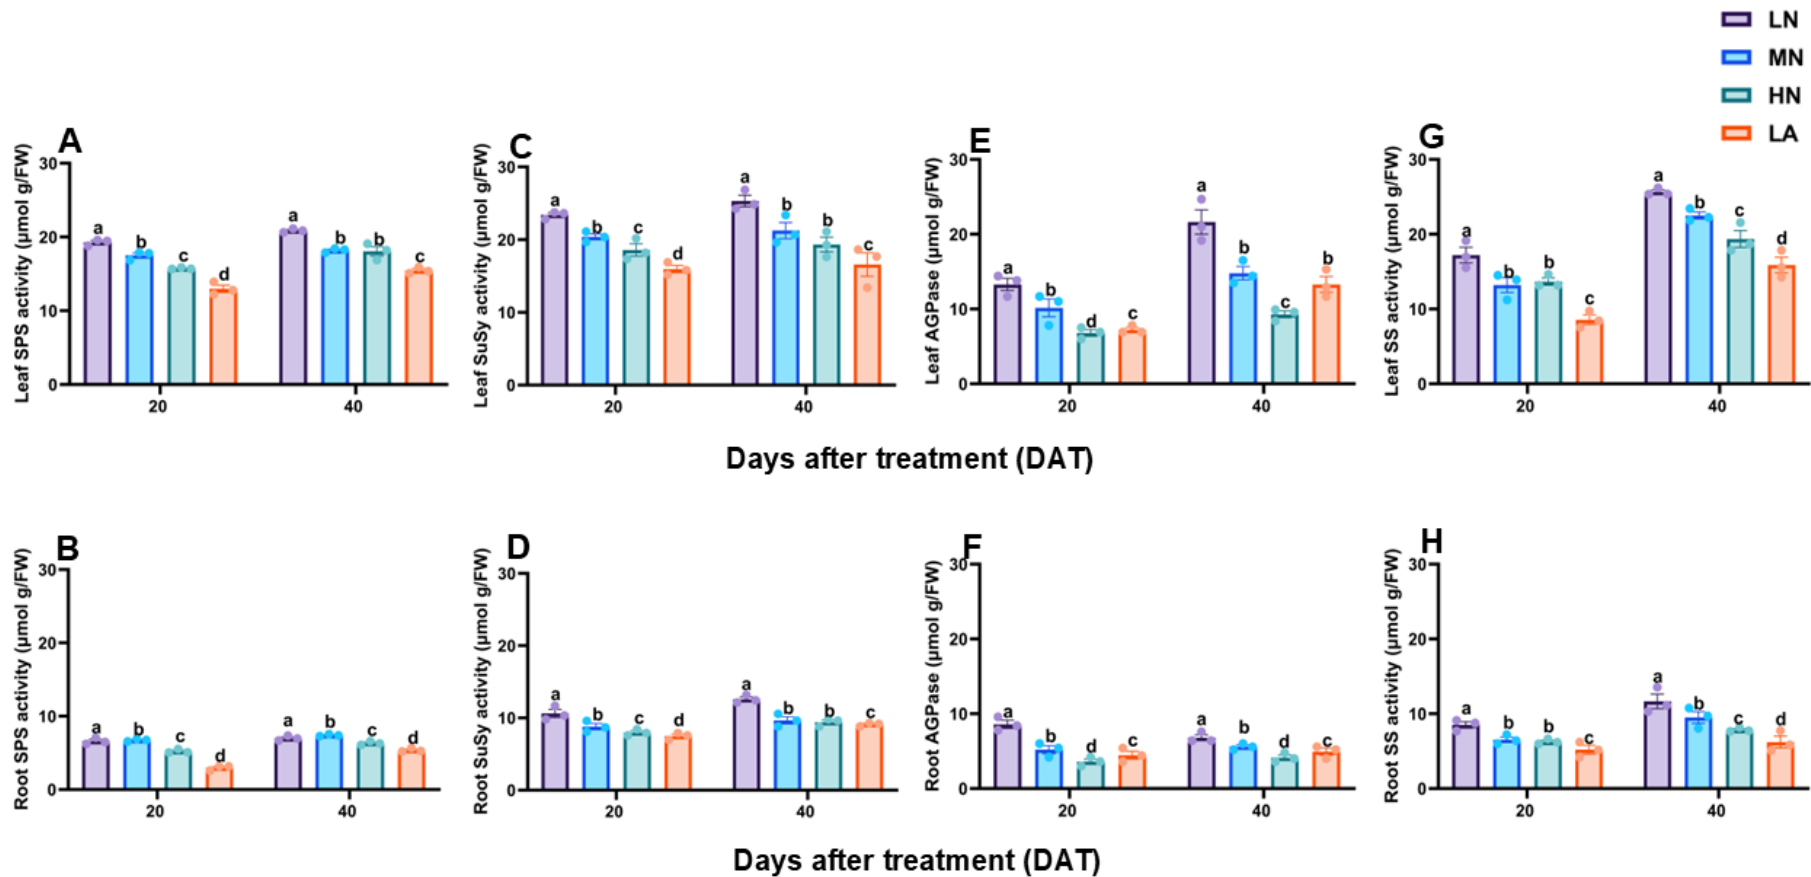 LN
MN
HN
LA
A
Leaf SPS activity (μmol g/FW)
30
20
10
0
a
b
c
d
a
b
b
c
20
40
C
Leaf SuSy activity (μmol g/FW)
30
20
10
0
a
b
c
d
a
b
b
c
20
40
E
Leaf AGPase (μmol g/FW)
30
20
10
0
a
b
d
c
a
b
c
b
20
40
G
Leaf SS activity (μmol g/FW)
30
20
10
0
a
b
b
c
a
b
c
d
20
40
Days after treatment (DAT)
B
Root SPS activity (μmol g/FW)
30
20
10
0
a
b
c
d
a
b
c
d
20
40
D
Root SuSy activity (μmol g/FW)
30
20
10
0
a
b
c
d
a
b
b
c
20
40
F
Root AGPase (μmol g/FW)
30
20
10
0
a
b
d
c
a
b
d
c
20
40
H
Root SS activity (μmol g/FW)
30
20
10
0
a
b
b
c
a
b
c
d
20
40
Days after treatment (DAT)